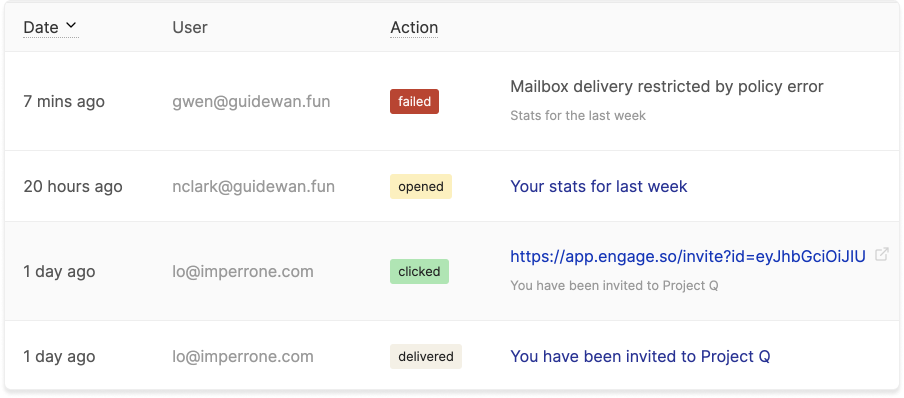 Date User Action
7 mins ago gwen@guidewan.fun failed Mailbox delivery restricted by policy error
Stats for the last week
20 hours ago nclark@guidewan.fun opened Your stats for last week
1 day ago lo@imperrone.com clicked https://app.engage.so/invite?id=eyJhbGciOiJIU
You have been invited to Project Q
1 day ago lo@imperrone.com delivered You have been invited to Project Q